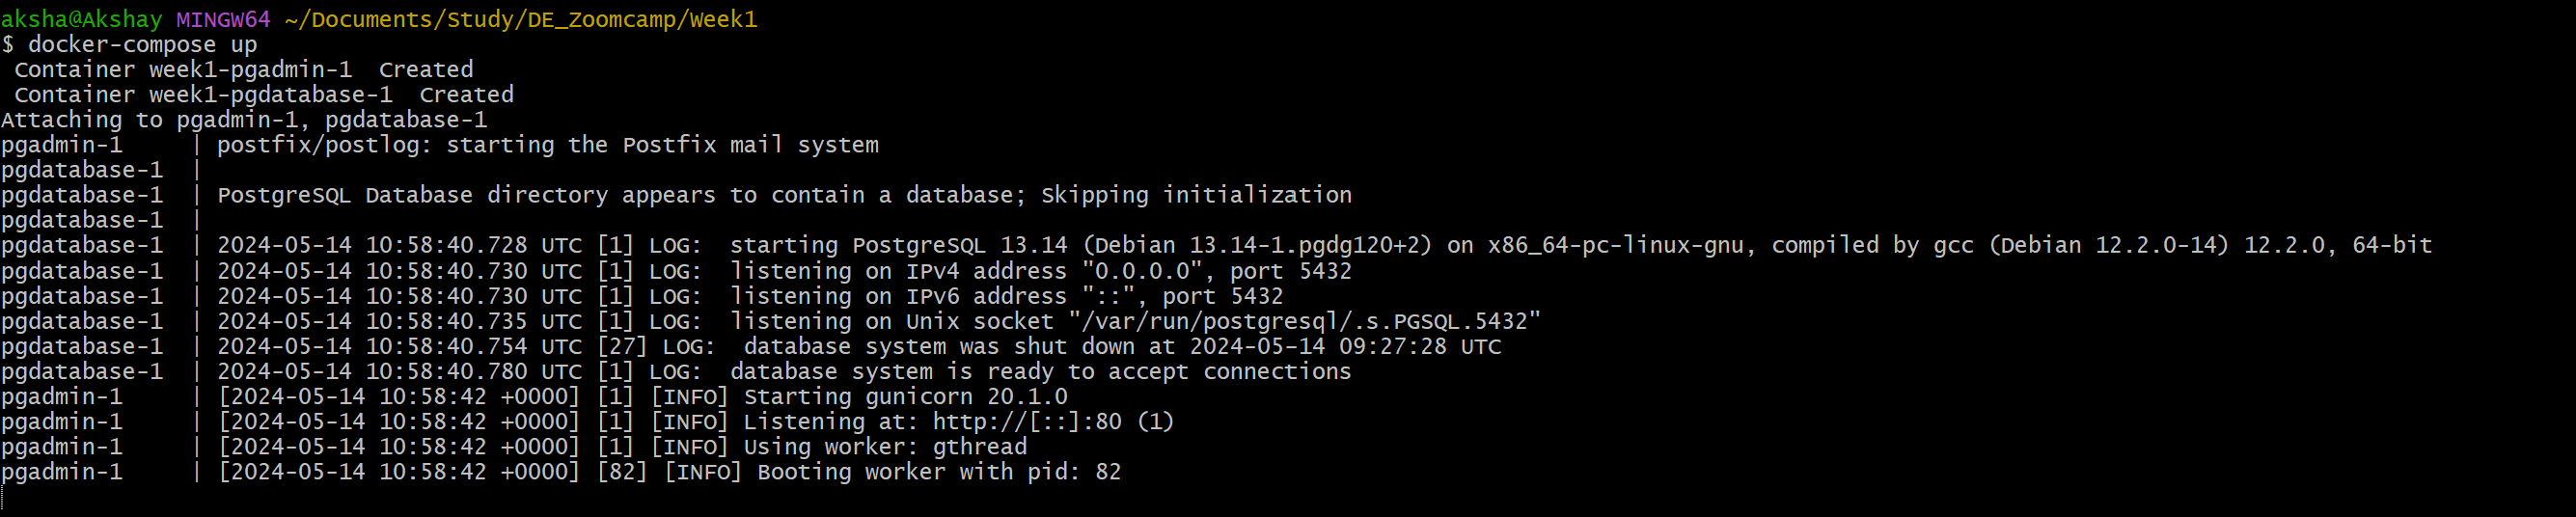 aksha@Akshay MINGW64 ~/Documents/Study/DE_Zoomcamp/Week1
$ docker-compose up
 Container week1-pgadmin-1  Created
 Container week1-pgdatabase-1  Created
Attaching to pgadmin-1, pgdatabase-1
pgadmin-1     | postfix/postlog: starting the Postfix mail system
pgdatabase-1  |
pgdatabase-1  | PostgreSQL Database directory appears to contain a database; Skipping initialization
pgdatabase-1  |
pgdatabase-1  | 2024-05-14 10:58:40.728 UTC [1] LOG:  starting PostgreSQL 13.14 (Debian 13.14-1.pgdg120+2) on x86_64-pc-linux-gnu, compiled by gcc (Debian 12.2.0-14) 12.2.0, 64-bit
pgdatabase-1  | 2024-05-14 10:58:40.730 UTC [1] LOG:  listening on IPv4 address "0.0.0.0", port 5432
pgdatabase-1  | 2024-05-14 10:58:40.730 UTC [1] LOG:  listening on IPv6 address "::", port 5432
pgdatabase-1  | 2024-05-14 10:58:40.735 UTC [1] LOG:  listening on Unix socket "/var/run/postgresql/.s.PGSQL.5432"
pgdatabase-1  | 2024-05-14 10:58:40.754 UTC [27] LOG:  database system was shut down at 2024-05-14 09:27:28 UTC
pgdatabase-1  | 2024-05-14 10:58:40.780 UTC [1] LOG:  database system is ready to accept connections
pgadmin-1     | [2024-05-14 10:58:42 +0000] [1] [INFO] Starting gunicorn 20.1.0
pgadmin-1     | [2024-05-14 10:58:42 +0000] [1] [INFO] Listening at: http://[::]:80 (1)
pgadmin-1     | [2024-05-14 10:58:42 +0000] [1] [INFO] Using worker: gthread
pgadmin-1     | [2024-05-14 10:58:42 +0000] [82] [INFO] Booting worker with pid: 82